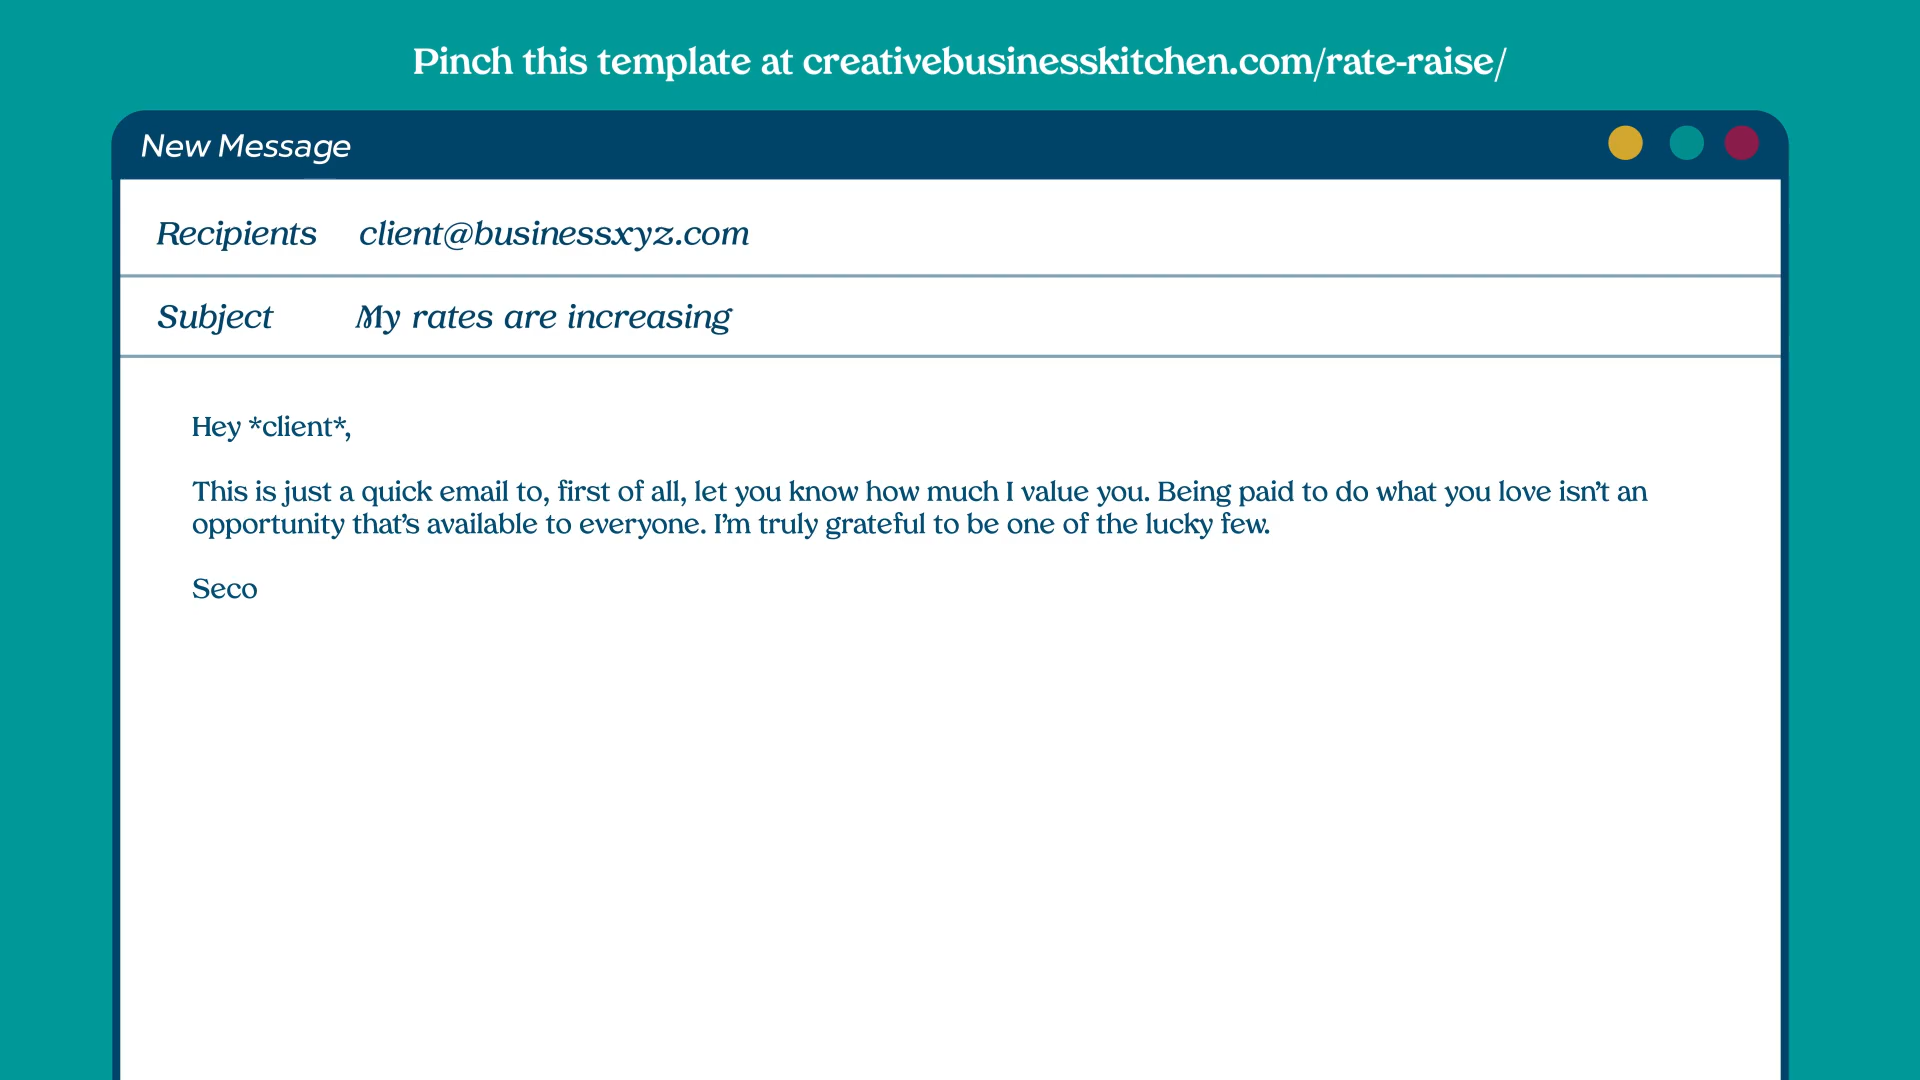 Pinch this template at creativebusinesskitchen.com/rate-raise/
New Message
Recipients client@businessxyz.com
Subject My rates are increasing
Hey *client*,
This is just a quick email to, first of all, let you know how much I value you. Being paid to do what you love isn’t an
opportunity that’s available to everyone. I’m truly grateful to be one of the lucky few.
Seco